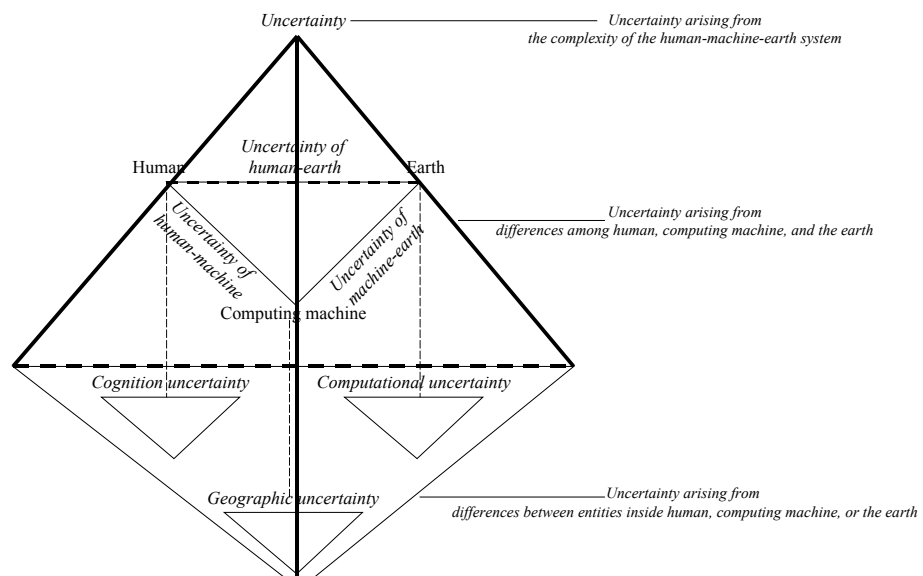 Uncertainty
Uncertainty arising from
the complexity of the human-machine-earth system
Uncertainty of
human-earth
Human
Earth
Uncertainty of
human-machine
Uncertainty of
machine-earth
Uncertainty arising from
differences among human, computing machine, and the earth
Computing machine
Cognition uncertainty
Computational uncertainty
Geographic uncertainty
Uncertainty arising from
differences between entities inside human, computing machine, or the earth